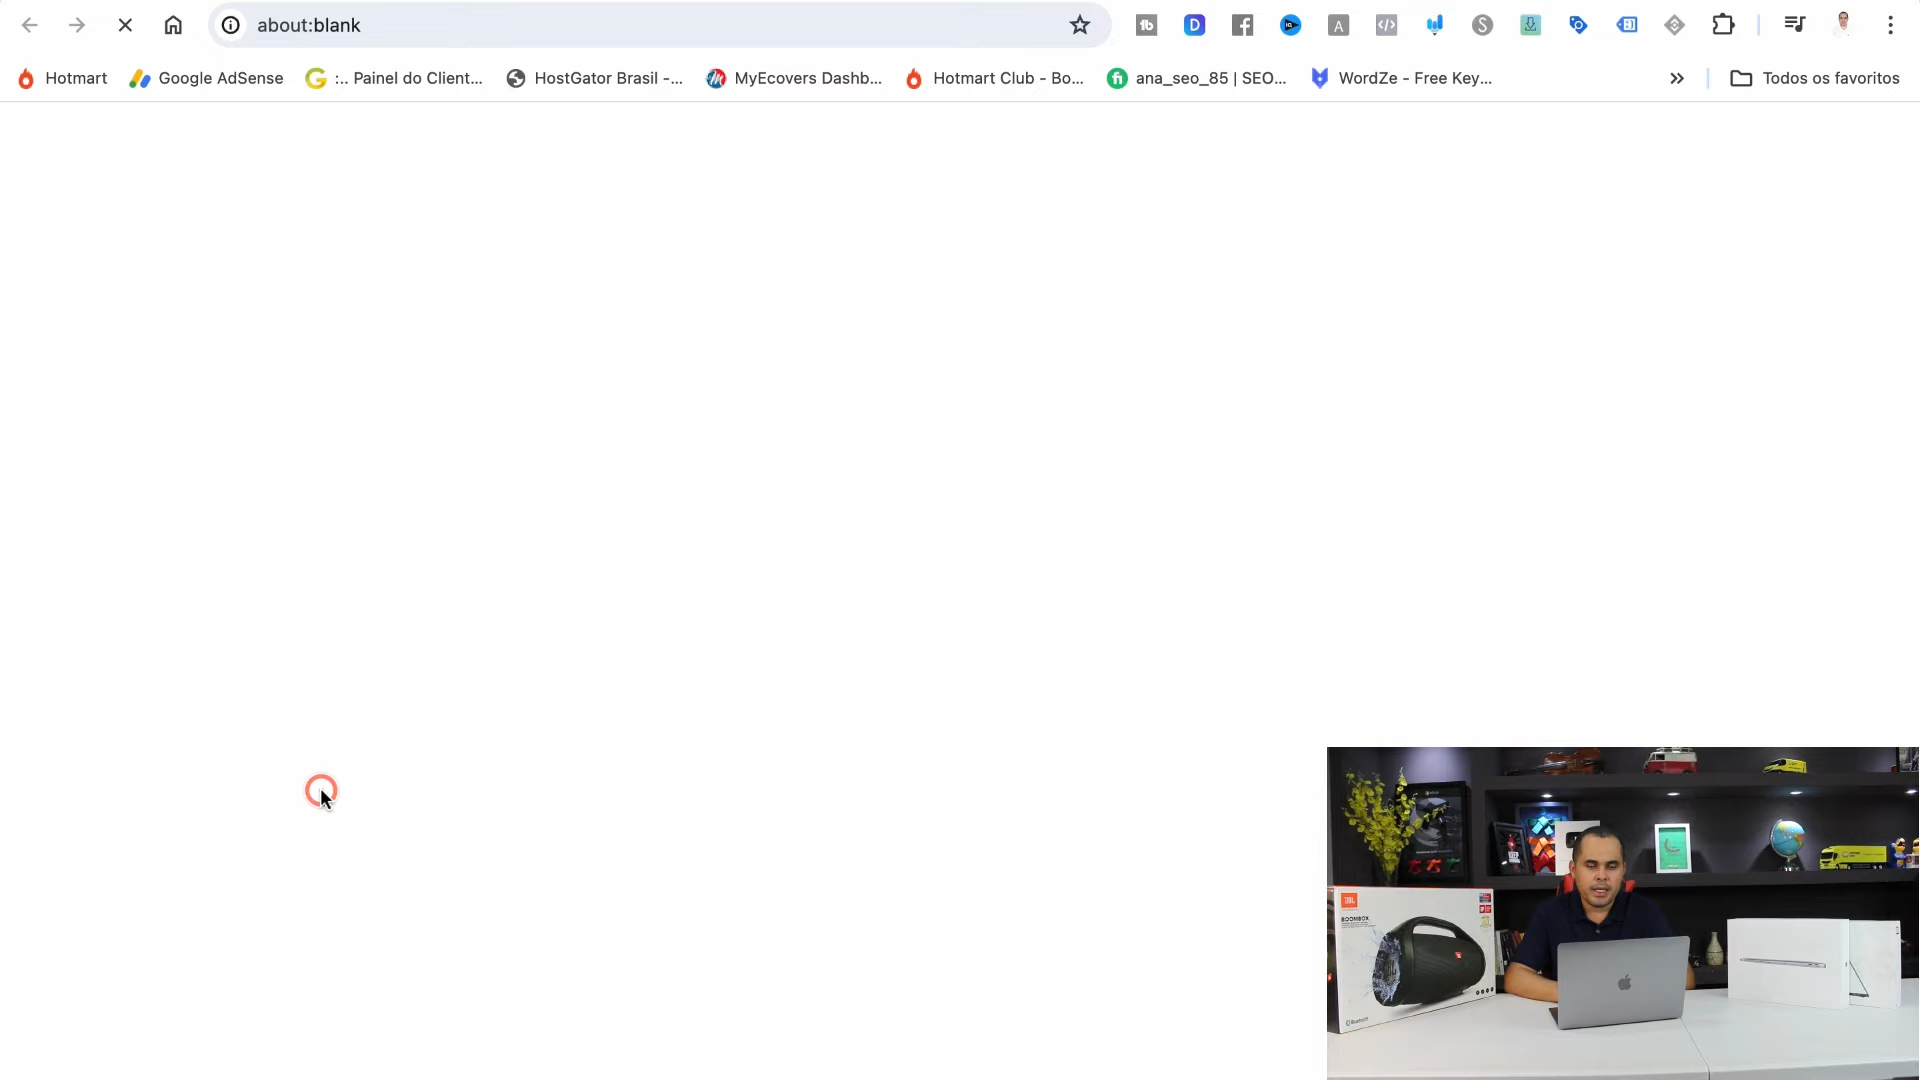 about:blank
Hotmart
Google AdSense
:.. Painel do Client...
HostGator Brasil -...
MyEcovers Dashb...
Hotmart Club - Bo...
ana_seo_85 | SEO...
WordZe - Free Key...
»
Todos os favoritos
JBL
BOOMBOX
Bluetooth